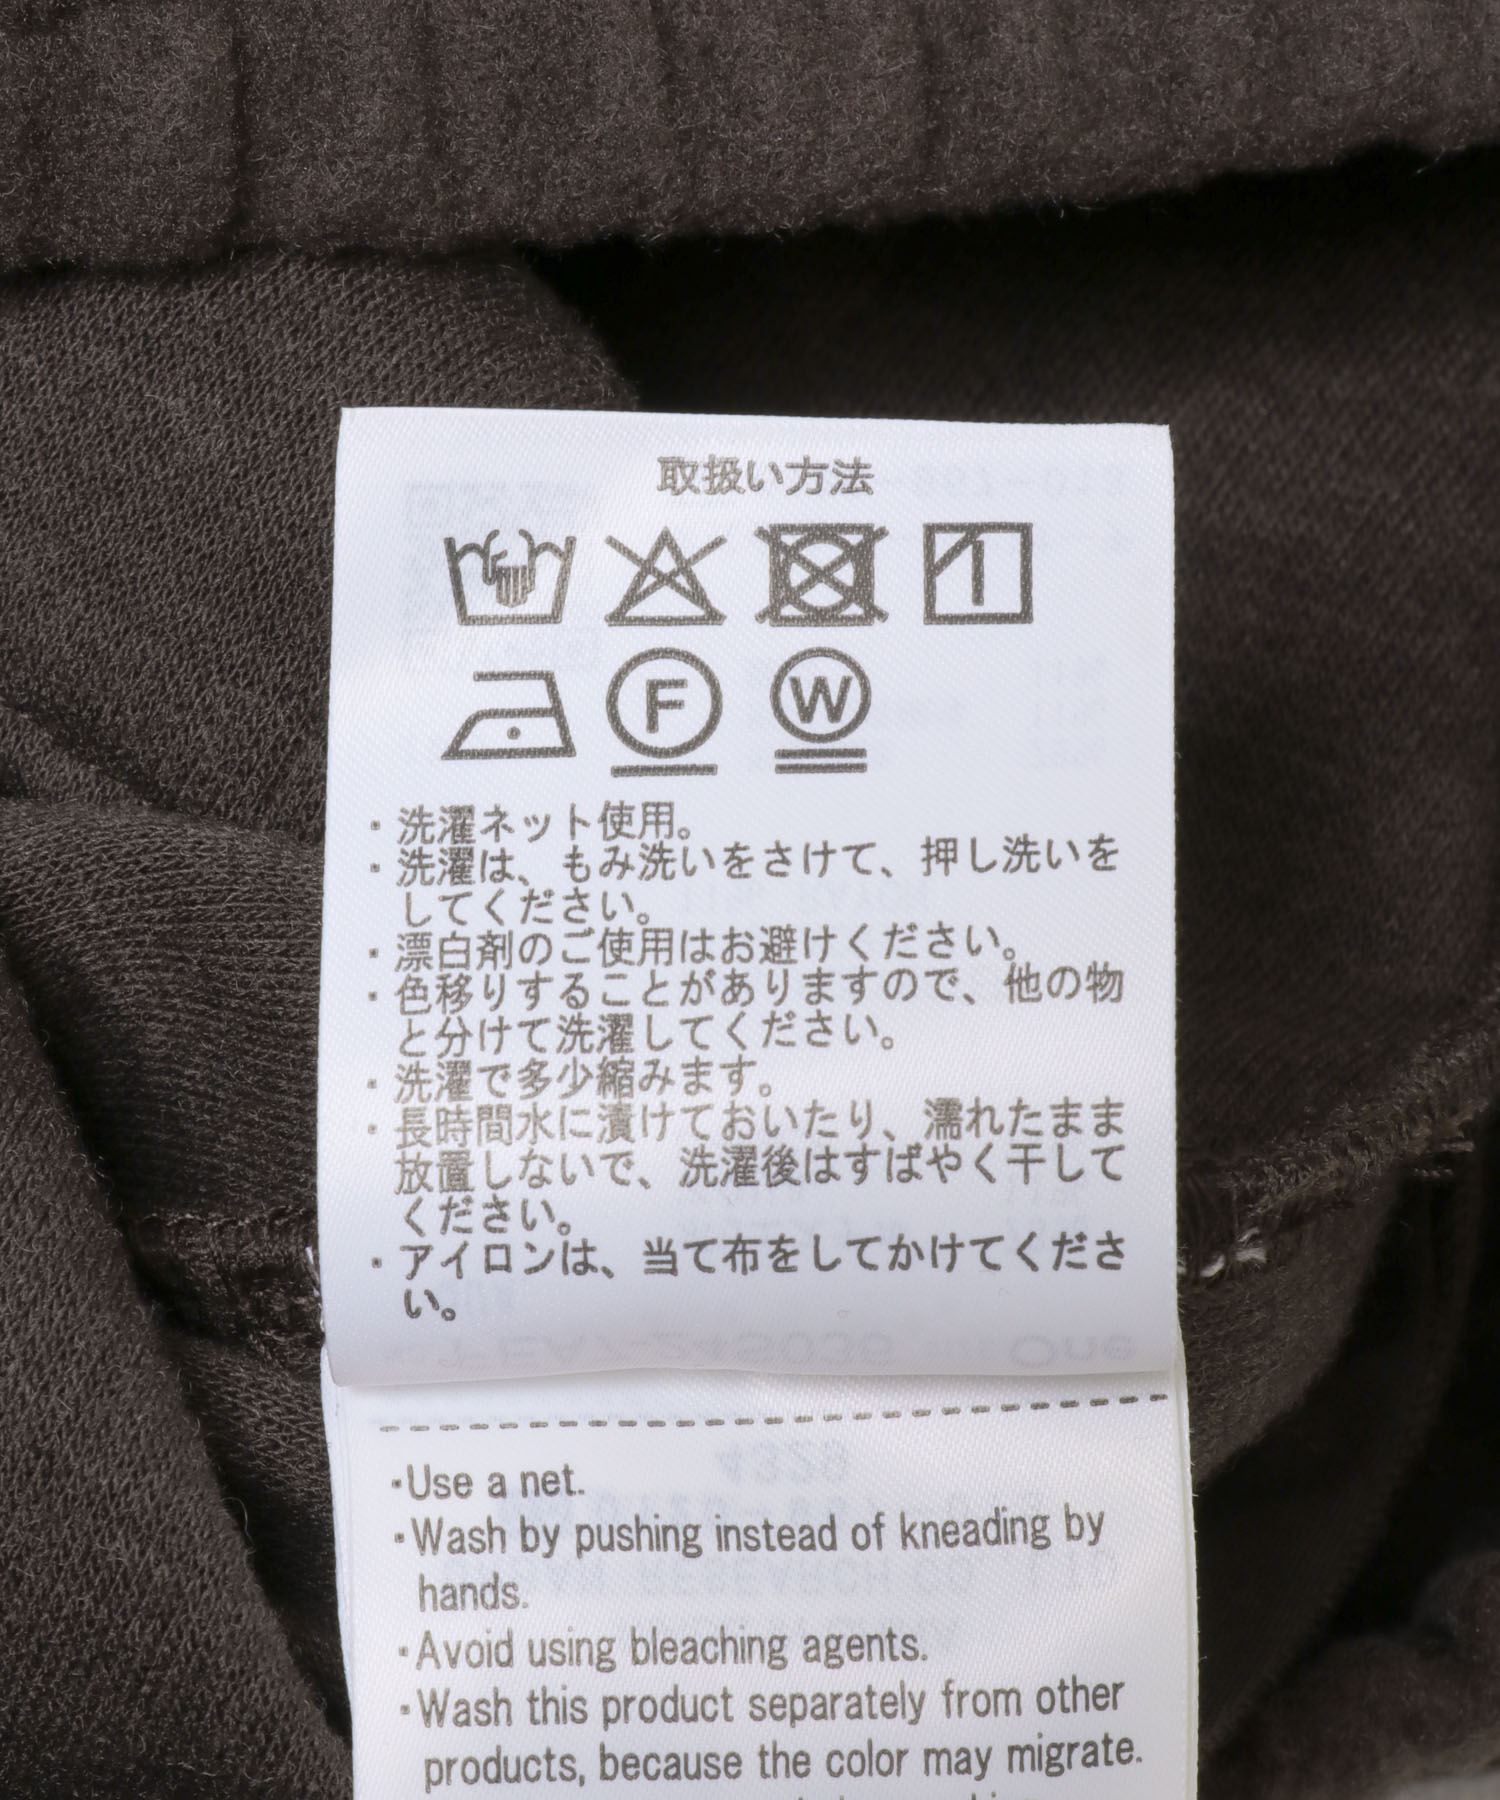 取扱い方法
F
W
・洗濯ネット使用。
・洗濯は、もみ洗いをさけて、押し洗いを
してください。
・漂白剤のご使用はお避けください。
・色移りすることがありますので、他の物
と分けて洗濯してください。
・洗濯で多少縮みます。
・長時間水に漬けておいたり、濡れたまま
放置しないで、洗濯後はすばやく干して
ください。
・アイロンは、当て布をしてかけてくださ
い。
・Use a net.
・Wash by pushing instead of kneading by
hands.
・Avoid using bleaching agents.
・Wash this product separately from other
products, because the color may migrate.